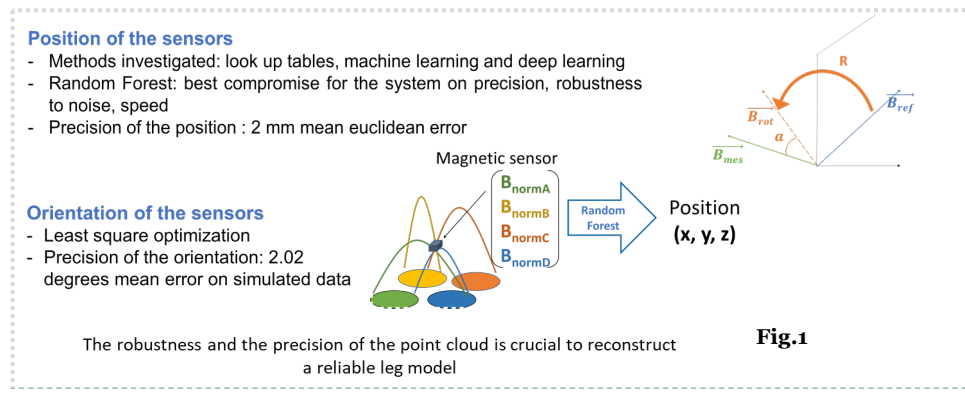 Position of the sensors
- Methods investigated: look up tables, machine learning and deep learning
- Random Forest: best compromise for the system on precision, robustness
to noise, speed
- Precision of the position : 2 mm mean euclidean error
R
B_ref
B_rot
a
B_mes
Magnetic sensor
B_normA
B_normB
B_normC
B_normD
Random
Forest
Position
(x, y, z)
Orientation of the sensors
- Least square optimization
- Precision of the orientation: 2.02
degrees mean error on simulated data
Fig.1
The robustness and the precision of the point cloud is crucial to reconstruct
a reliable leg model